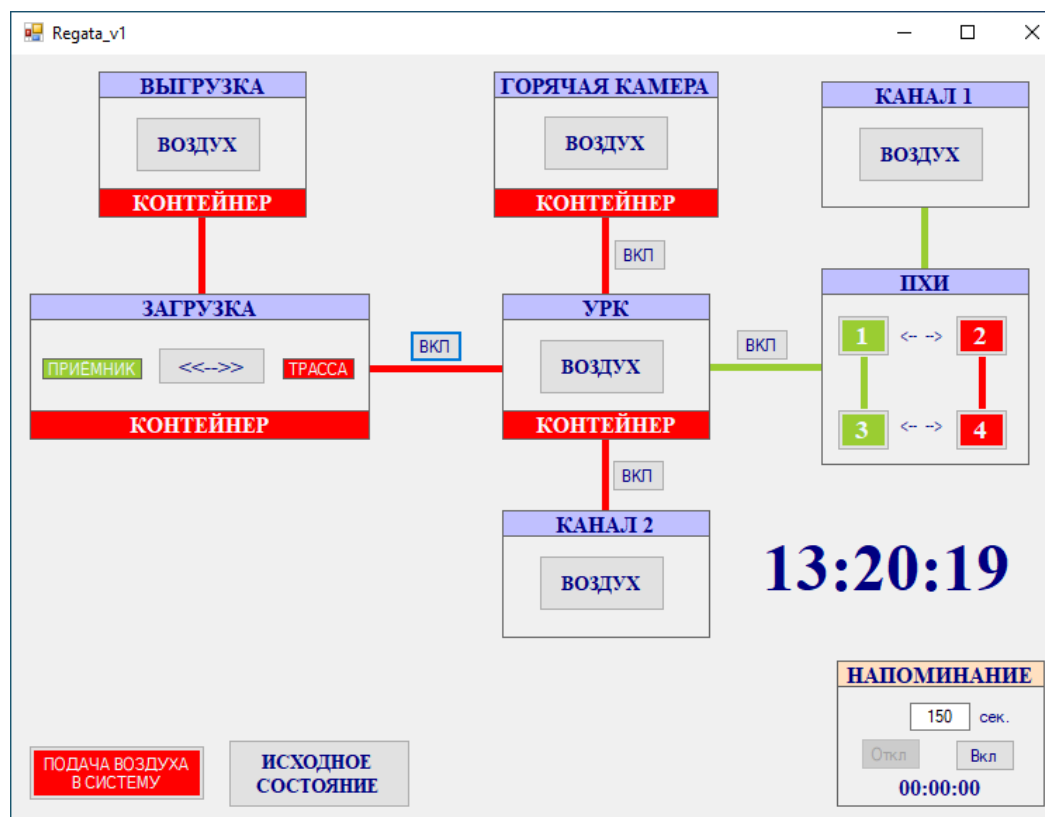 Regata_v1
ВЫГРУЗКА
ВОЗДУХ
КОНТЕЙНЕР
ГОРЯЧАЯ КАМЕРА
ВОЗДУХ
КОНТЕЙНЕР
КАНАЛ 1
ВОЗДУХ
ВКЛ
ЗАГРУЗКА
ПРИЁМНИК
<<-->>
ТРАССА
КОНТЕЙНЕР
ВКЛ
УРК
ВОЗДУХ
КОНТЕЙНЕР
ВКЛ
ПХИ
1
<-- -->
2
3
<-- -->
4
ВКЛ
КАНАЛ 2
ВОЗДУХ
13:20:19
НАПОМИНАНИЕ
150 сек.
Откл
Вкл
00:00:00
ПОДАЧА ВОЗДУХА
В СИСТЕМУ
ИСХОДНОЕ
СОСТОЯНИЕ